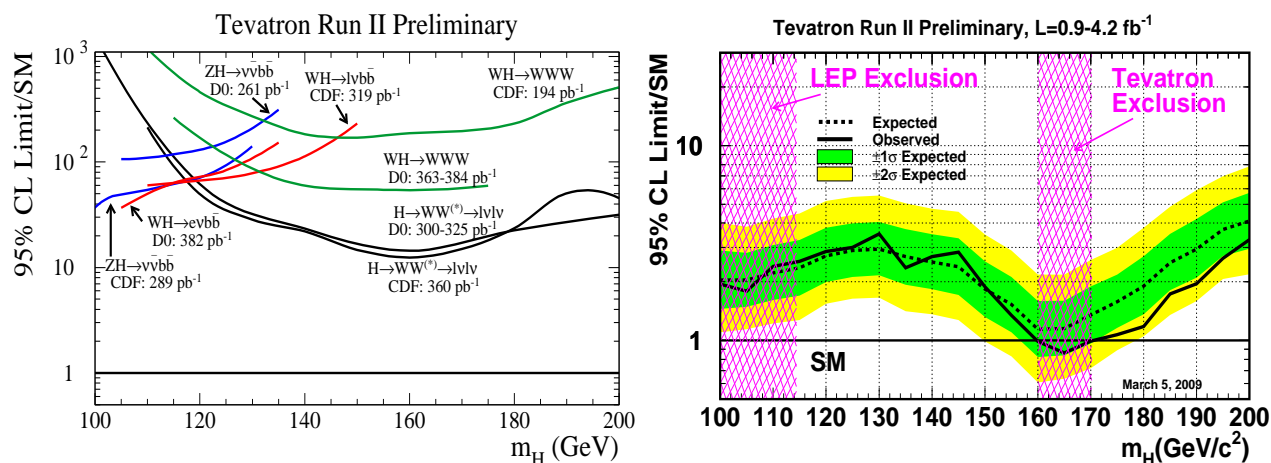 Tevatron Run II Preliminary
95% CL Limit/SM
10³
10²
10
1
ZH→νν̄bb̄
D0: 261 pb⁻¹
WH→lνbb̄
CDF: 319 pb⁻¹
WH→WWW
CDF: 194 pb⁻¹
WH→WWW
D0: 363-384 pb⁻¹
H→WW⁽*⁾→lνlν
D0: 300-325 pb⁻¹
WH→eνbb̄
D0: 382 pb⁻¹
ZH→νν̄bb̄
CDF: 289 pb⁻¹
H→WW⁽*⁾→lνlν
CDF: 360 pb⁻¹
100 120 140 160 180 200
m_H (GeV)
Tevatron Run II Preliminary, L=0.9-4.2 fb⁻¹
95% CL Limit/SM
10
1
LEP Exclusion
Tevatron
Exclusion
Expected
Observed
±1σ Expected
±2σ Expected
SM
March 5, 2009
100 110 120 130 140 150 160 170 180 190 200
m_H(GeV/c²)